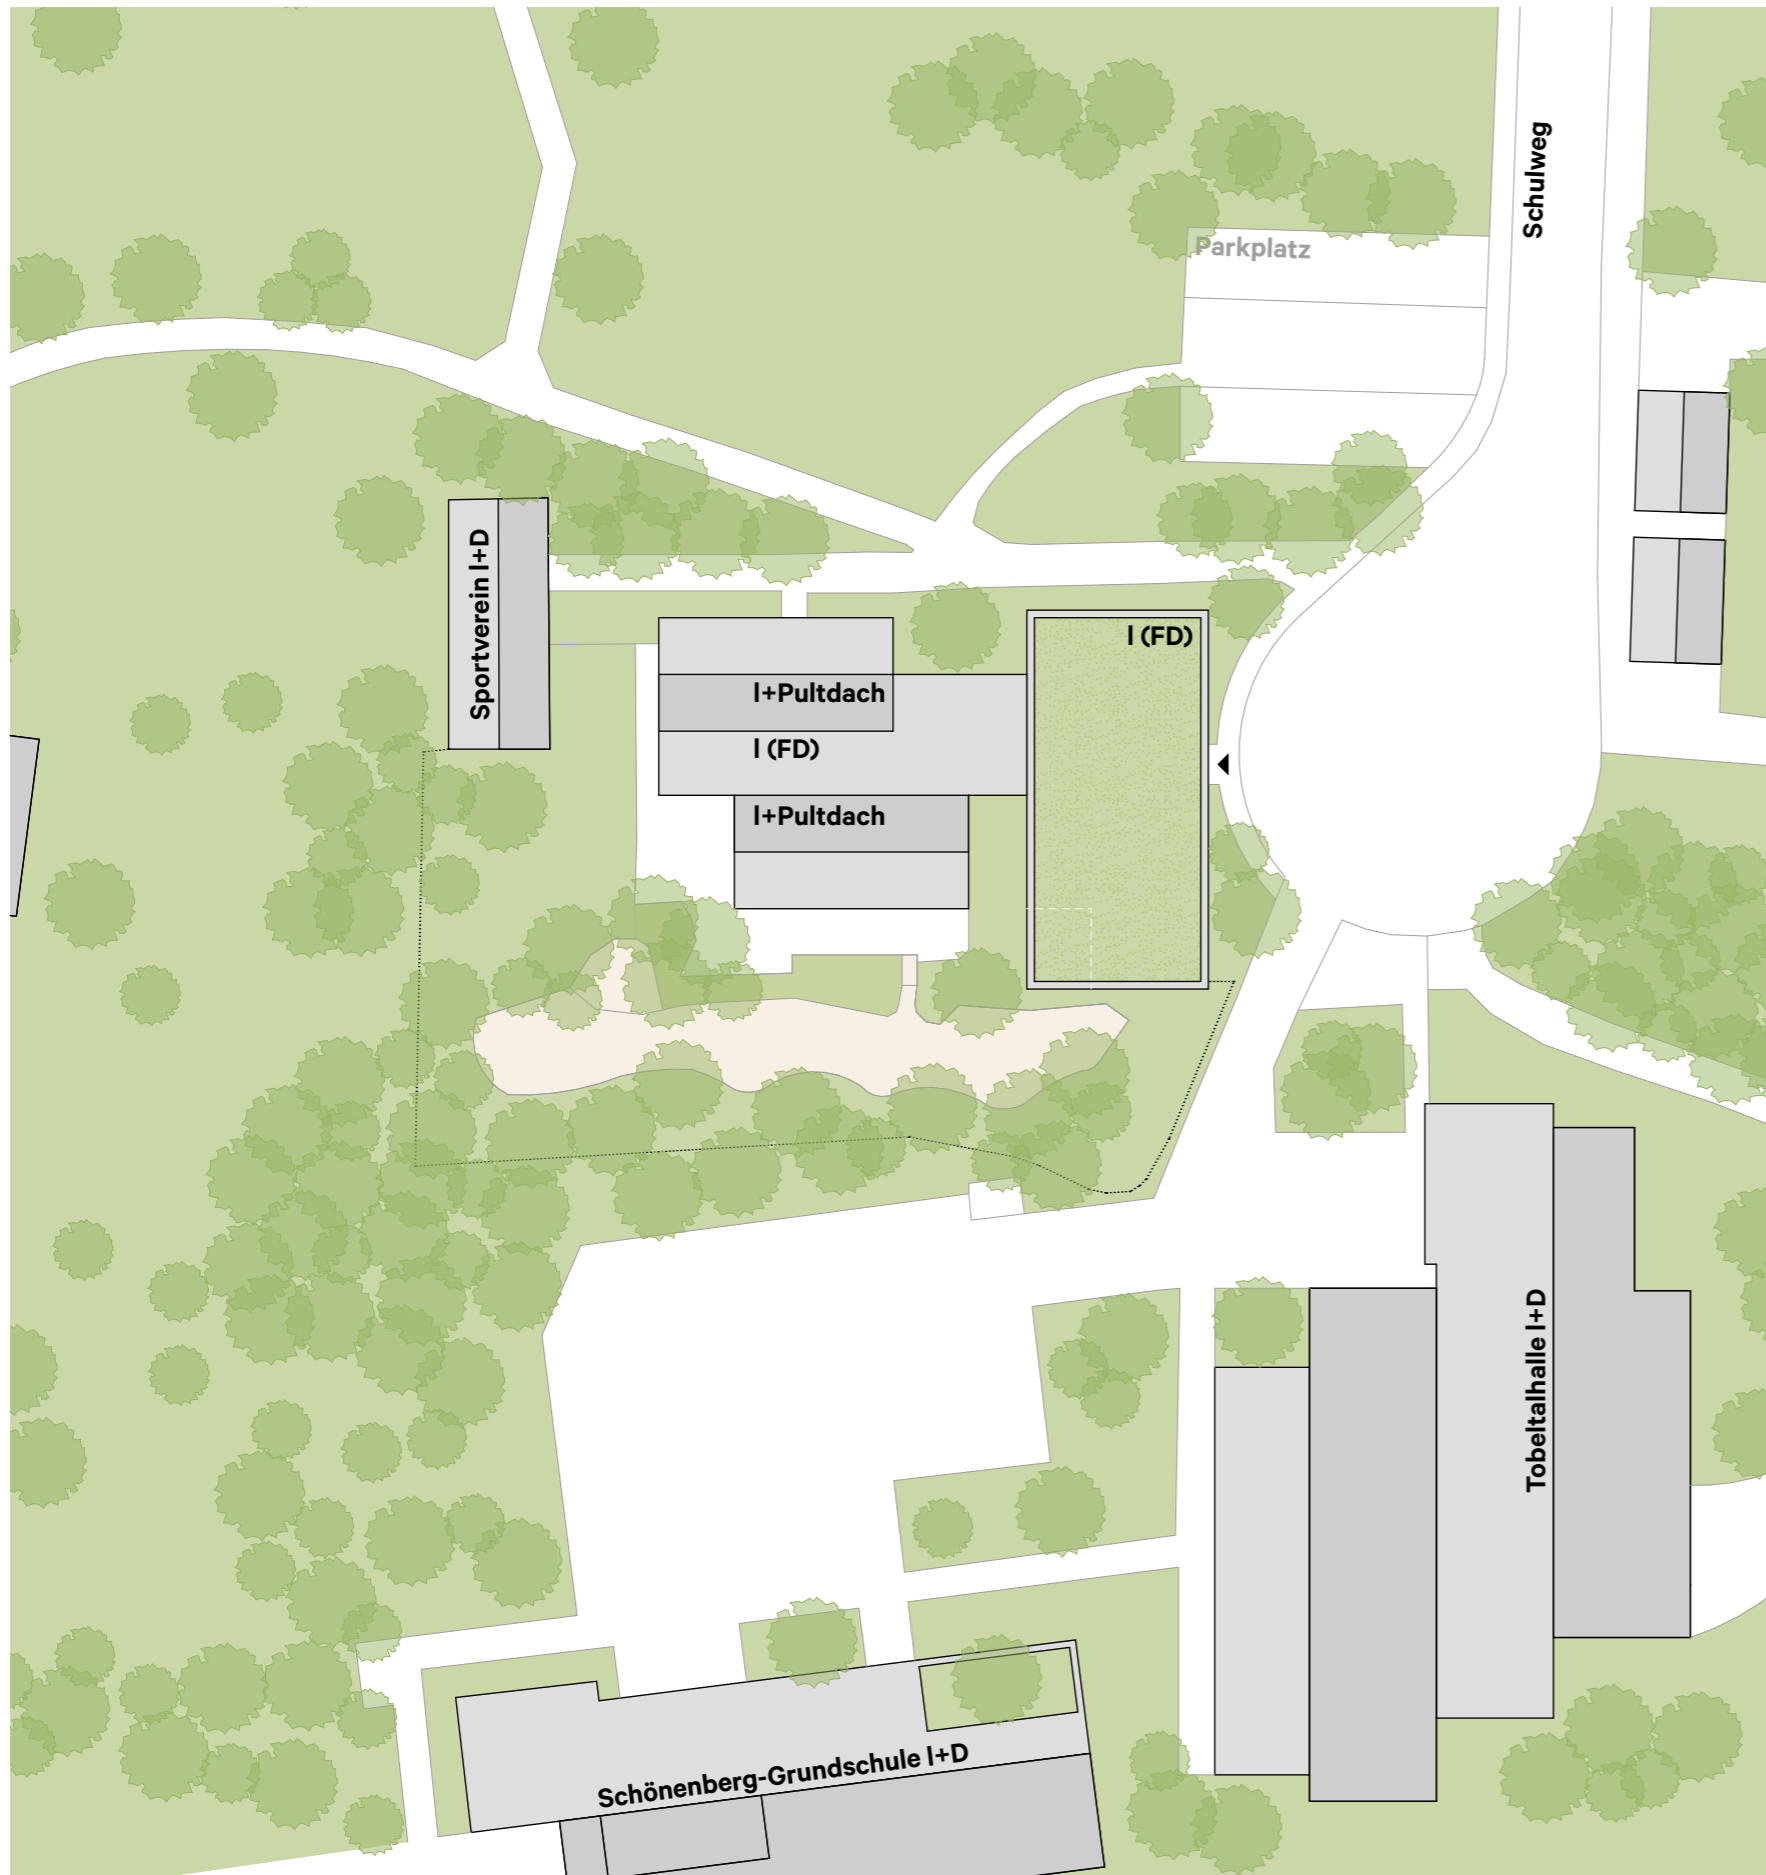 Schulweg
Parkplatz
Sportverein I+D
I (FD)
I+Pultdach
I (FD)
I+Pultdach
Tobeltalhalle I+D
Schönenberg-Grundschule I+D